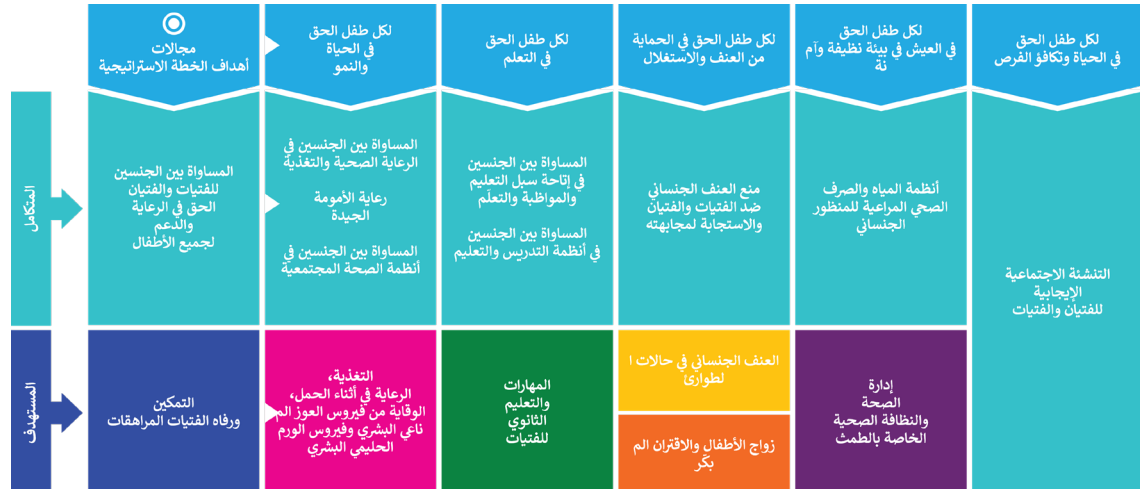 مجالات
أهداف الخطة الاستراتيجية
لكل طفل الحق
في الحياة
والنمو
لكل طفل الحق
في التعلم
لكل طفل الحق في الحماية
من العنف والاستغلال
لكل طفل الحق
في العيش في بيئة نظيفة وآم
نة
لكل طفل الحق
في الحياة وتكافؤ الفرص
المتكامل
المساواة بين الجنسين
للفتيات والفتيان
الحق في الرعاية
والدعم
لجميع الأطفال
المساواة بين الجنسين في
الرعاية الصحية والتغذية
رعاية الأمومة
الجيدة
المساواة بين الجنسين في
أنظمة الصحة المجتمعية
المساواة بين الجنسين
في إتاحة سبل التعليم
والمواظبة والتعلم
المساواة بين الجنسين
في أنظمة التدريس والتعليم
منع العنف الجنساني
ضد الفتيات والفتيان
والاستجابة لمجابهته
أنظمة المياه والصرف
الصحي المراعية للمنظور
الجنساني
التنشئة الاجتماعية
الإيجابية
للفتيان والفتيات
المستهدف
التمكين
ورفاه الفتيات المراهقات
التغذية،
الرعاية في أثناء الحمل،
الوقاية من فيروس العوز الم
ناعي البشري وفيروس الورم
الحليمي البشري
المهارات
والتعليم
الثانوي
للفتيات
العنف الجنساني في حالات ا
لطوارئ
زواج الأطفال والاقتران الم
بكّر
إدارة
الصحة
والنظافة الصحية
الخاصة بالطمث